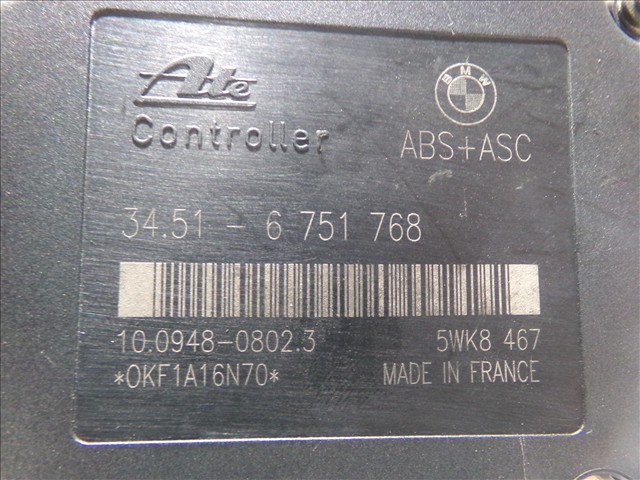 Ate
BMW
Controller
ABS+ASC
34.51 - 6 751 768
10.0948-0802.3
5WK8 467
*OKF1A16N70*
MADE IN FRANCE